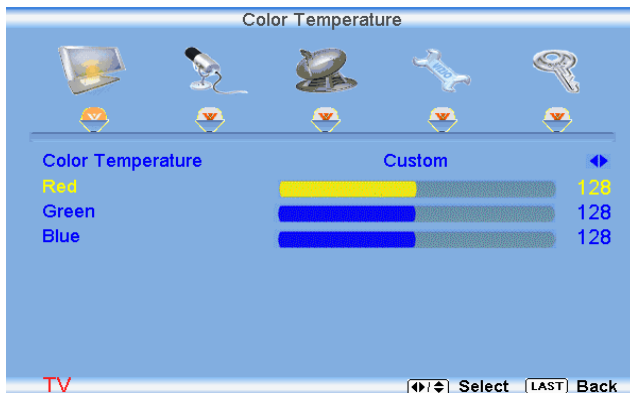 Color Temperature
Color Temperature Custom
Red 128
Green 128
Blue 128
TV Select LAST Back